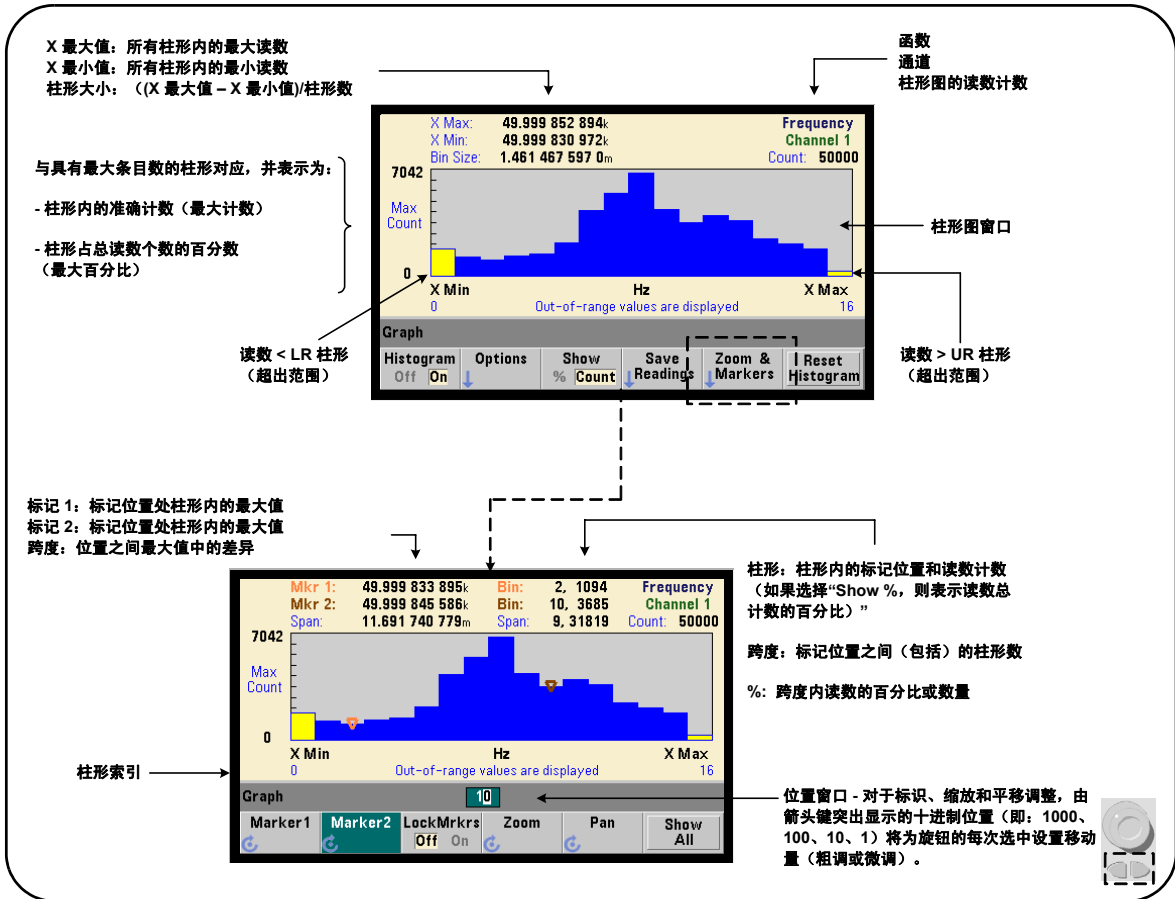 X 最大值：所有柱形内的最大读数
X 最小值：所有柱形内的最小读数
柱形大小：（(X 最大值 – X 最小值)/柱形数
函数
通道
柱形图的读数计数
X Max: 49.999 852 894k
X Min: 49.999 830 972k
Bin Size: 1.461 467 597 0m
Frequency
Channel 1
Count: 50000
与具有最大条目数的柱形对应，并表示为：
- 柱形内的准确计数（最大计数）
- 柱形占总读数个数的百分数
（最大百分比）
7042
Max
Count
0
X Min Hz X Max
0 Out-of-range values are displayed 16
柱形图窗口
读数 < LR 柱形
（超出范围）
读数 > UR 柱形
（超出范围）
Graph
Histogram
Off On
Options
Show
% Count
Save
Readings
Zoom &
Markers
Reset
Histogram
标记 1：标记位置处柱形内的最大值
标记 2：标记位置处柱形内的最大值
跨度：位置之间最大值中的差异
Mkr 1: 49.999 833 895k Bin: 2, 1094 Frequency
Mkr 2: 49.999 845 586k Bin: 10, 3685 Channel 1
Span: 11.691 740 779m Span: 9, 31819 Count: 50000
7042
Max
Count
0
X Min Hz X Max
0 Out-of-range values are displayed 16
柱形：柱形内的标记位置和读数计数
（如果选择“Show %，则表示读数总
计数的百分比）”
跨度：标记位置之间（包括）的柱形数
%: 跨度内读数的百分比或数量
柱形索引
Graph
10
Marker1
Marker2
LockMrkrs
Off On
Zoom
Pan
Show
All
位置窗口 - 对于标识、缩放和平移调整，由
箭头键突出显示的十进制位置（即：1000、
100、10、1）将为旋钮的每次选中设置移动
量（粗调或微调）。